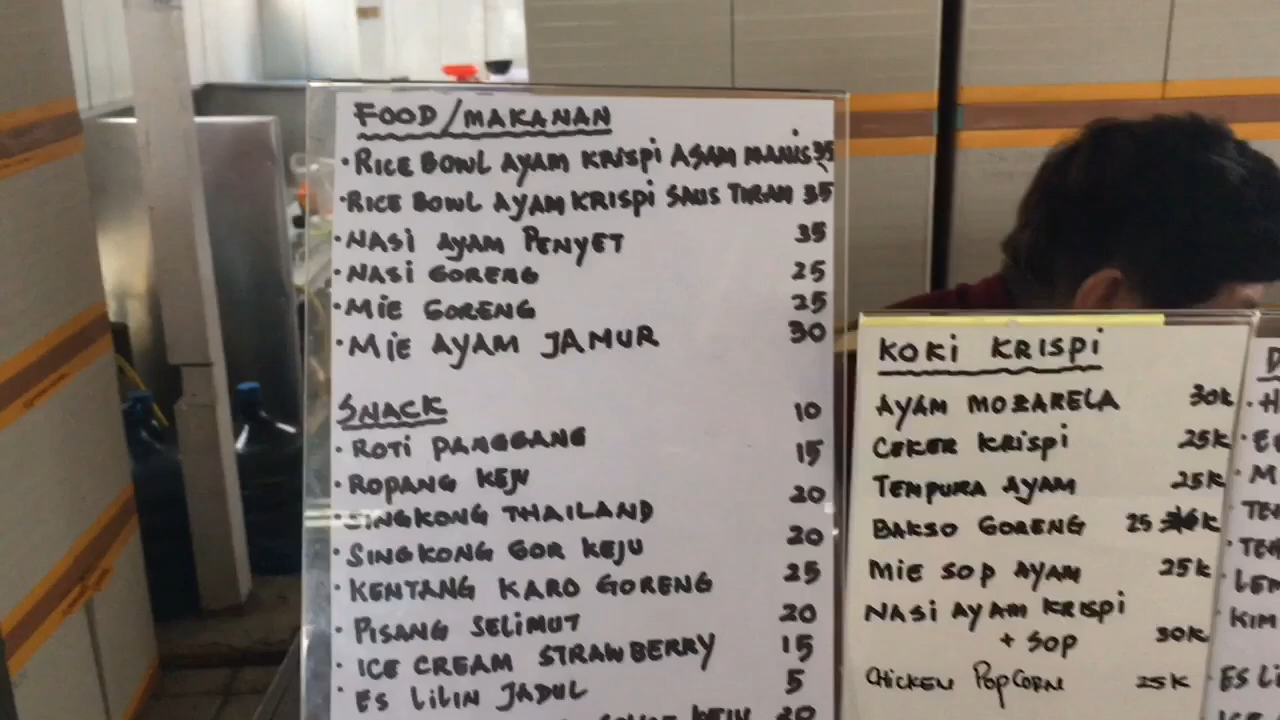 FOOD/MAKANAN
• RICE BOWL AYAM KRISPI ASAM MANIS 35
• RICE BOWL AYAM KRISPI SAUS TIRAM 35
• NASI AYAM PENYET 35
• NASI GORENG 25
• MIE GORENG 25
• MIE AYAM JAMUR 30
SNACK
• ROTI PANGGANG 10
• ROPANG KEJU 15
• SINGKONG THAILAND 20
• SINGKONG GOR KEJU 20
• KENTANG KARO GORENG 25
• PISANG SELIMUT 20
• ICE CREAM STRAWBERRY 15
• ES LILIN JADUL 5
20
KOKI KRISPI
AYAM MOZARELA 30K
CEKER KRISPI 25K
TEMPURA AYAM 25K
BAKSO GORENG 25 K
MIE SOP AYAM 25K
NASI AYAM KRISPI
+ SOP 30K
CHICKEN POPCORN 25K
KIM
ES LI